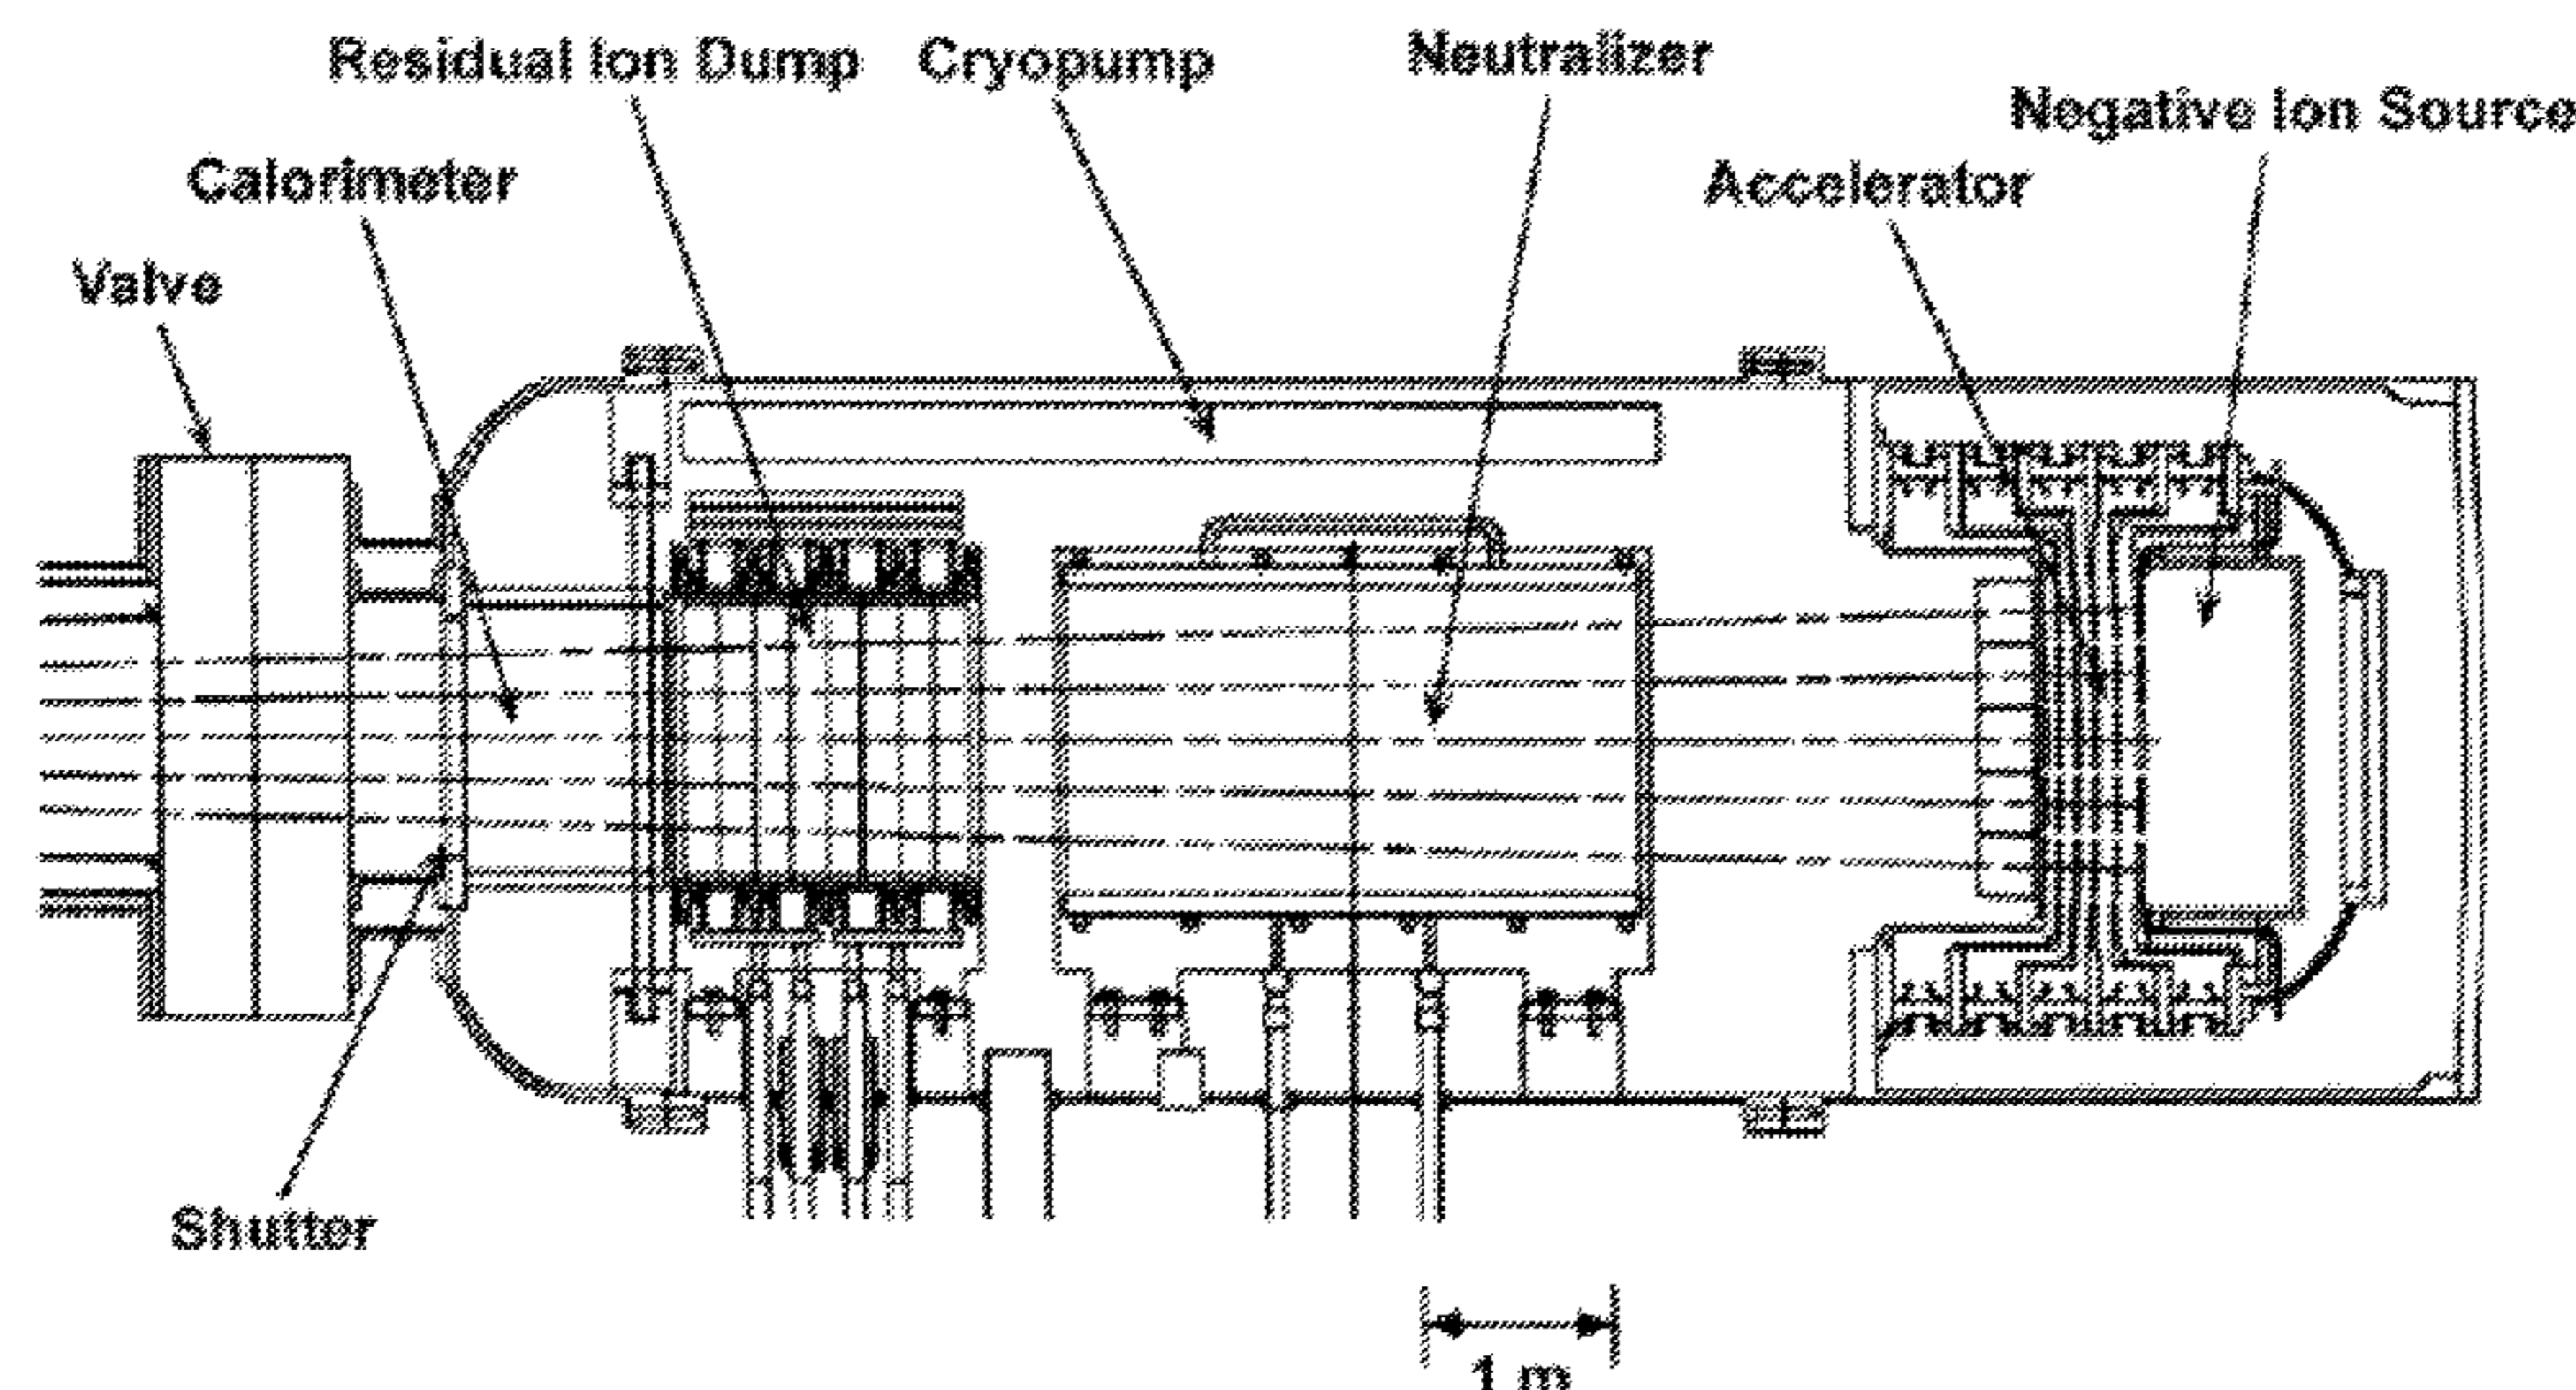 Residual Ion Dump
Cryopump
Neutralizer
Negative Ion Source
Calorimeter
Accelerator
Valve
Shutter
1 m